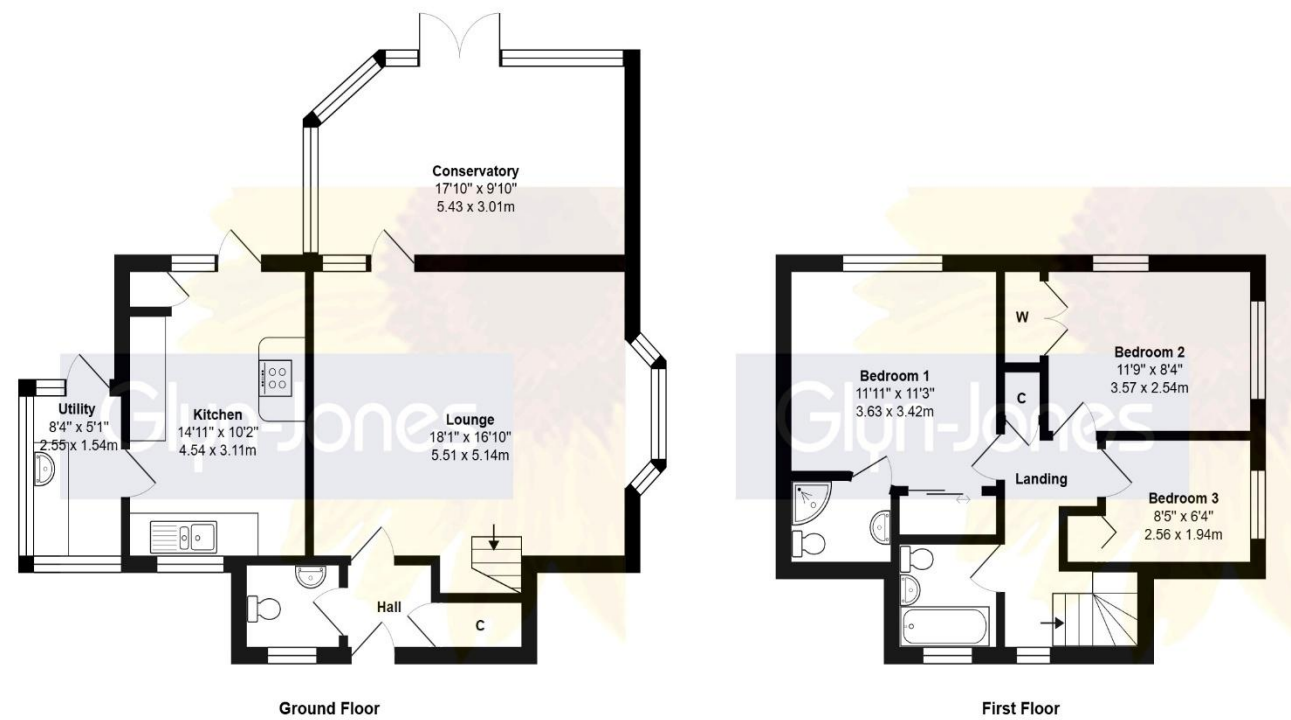 Conservatory
17'10" x 9'10"
5.43 x 3.01m
Utility
8'4" x 5'1"
2.55 x 1.54m
Kitchen
14'11" x 10'2"
4.54 x 3.11m
Lounge
18'1" x 16'10"
5.51 x 5.14m
Hall
C
Glyn-Jones
Ground Floor
Bedroom 1
11'11" x 11'3"
3.63 x 3.42m
W
Bedroom 2
11'9" x 8'4"
3.57 x 2.54m
C
Landing
Bedroom 3
8'5" x 6'4"
2.56 x 1.94m
Glyn-Jones
First Floor